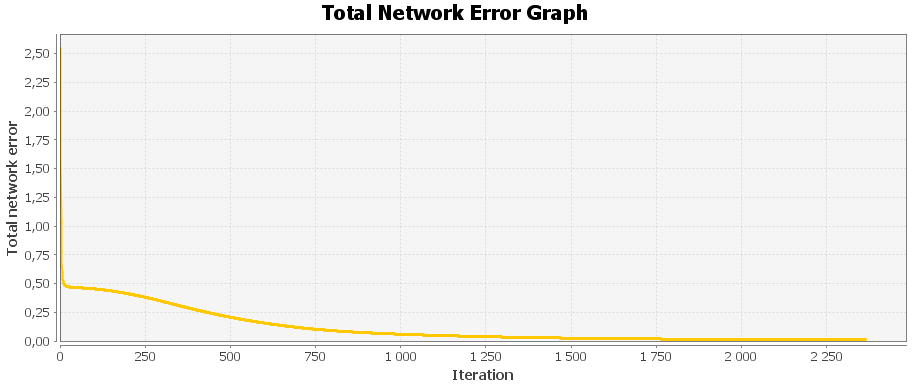 Total Network Error Graph
Total network error
2,50
2,25
2,00
1,75
1,50
1,25
1,00
0,75
0,50
0,25
0,00
0 250 500 750 1 000 1 250 1 500 1 750 2 000 2 250
Iteration